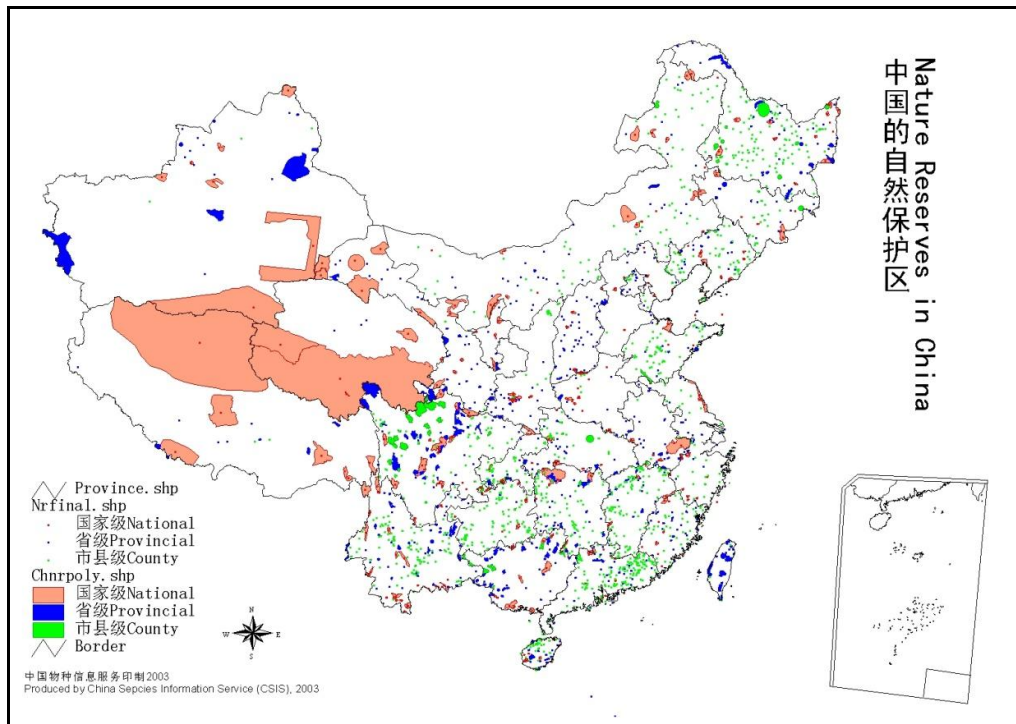 Nature Reserves in China
中国的自然保护区
Province.shp
Nrfinal.shp
国家级National
省级Provincial
市县级County
Chnrpoly.shp
国家级National
省级Provincial
市县级County
Border
N
W E
S
中国物种信息服务印制2003
Produced by China Sepcies Information Service (CSIS), 2003